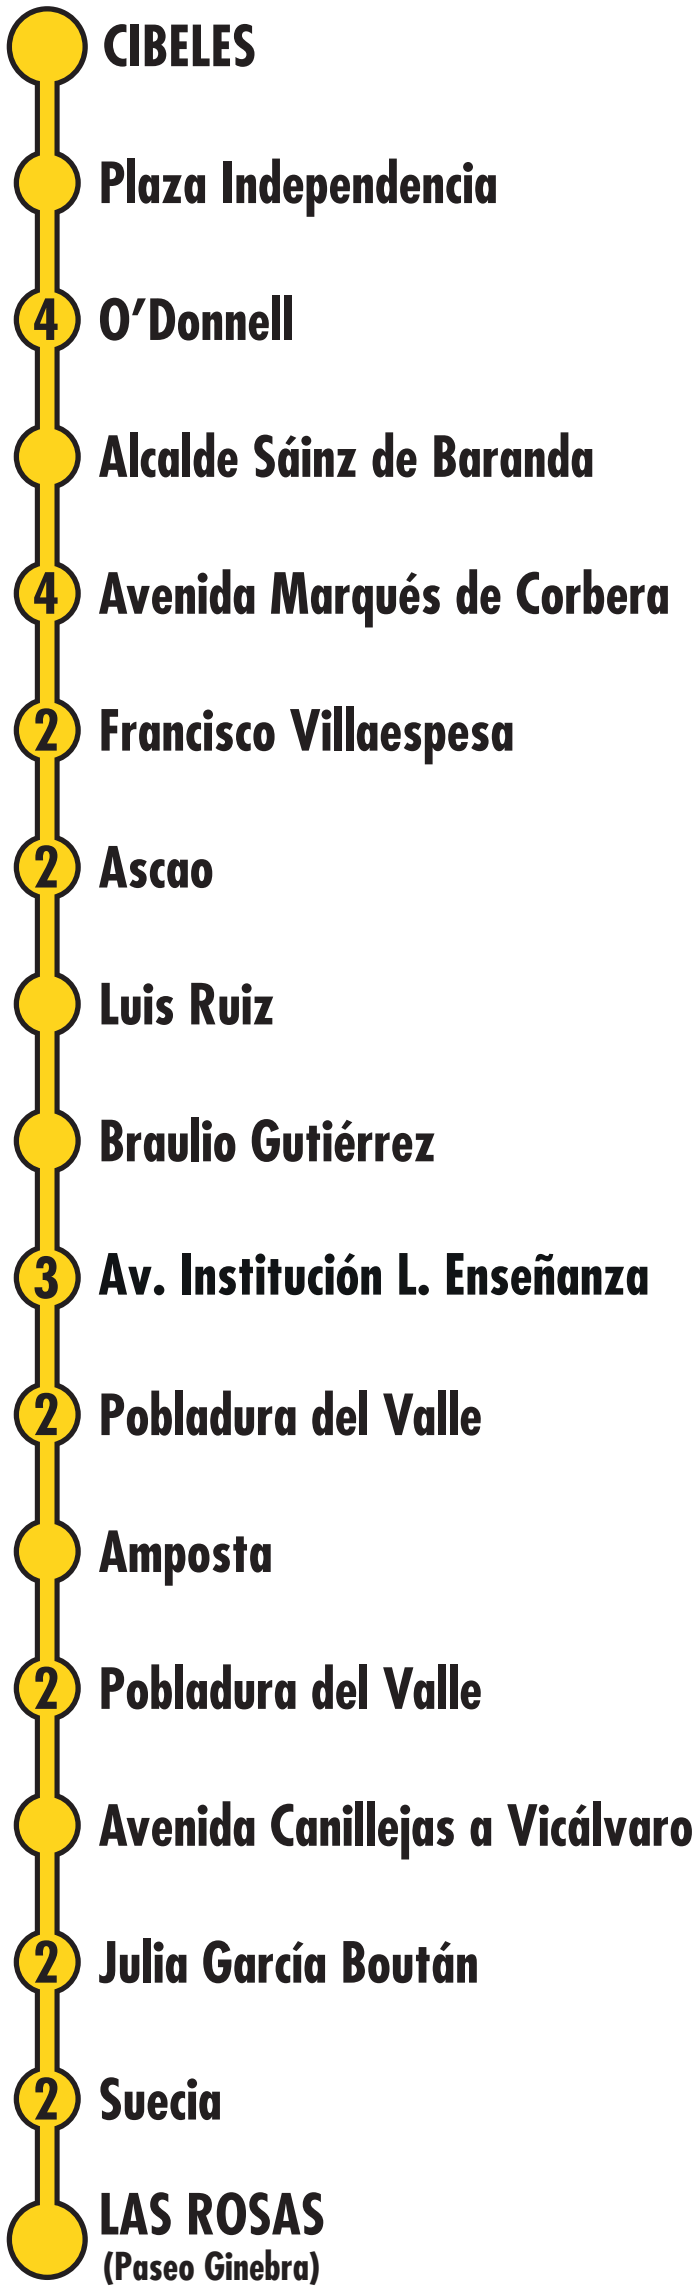 CIBELES
Plaza Independencia
4 O’Donnell
Alcalde Sáinz de Baranda
4 Avenida Marqués de Corbera
2 Francisco Villaespesa
2 Ascao
Luis Ruiz
Braulio Gutiérrez
3 Av. Institución L. Enseñanza
2 Pobladura del Valle
Amposta
2 Pobladura del Valle
Avenida Canillejas a Vicálvaro
2 Julia García Boután
2 Suecia
LAS ROSAS
(Paseo Ginebra)